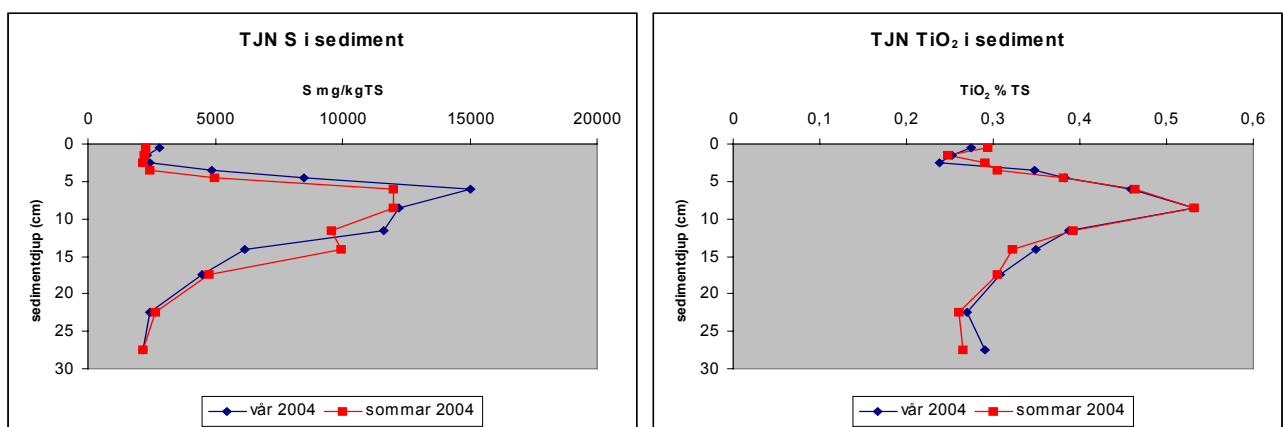 TJN S i sediment
S mg/kgTS
0 5000 10000 15000 20000
0
5
10
15
20
25
30
sedimentdjup (cm)
vår 2004 sommar 2004
TJN TiO₂ i sediment
TiO₂ % TS
0 0,1 0,2 0,3 0,4 0,5 0,6
0
5
10
15
20
25
30
sedimentdjup (cm)
vår 2004 sommar 2004